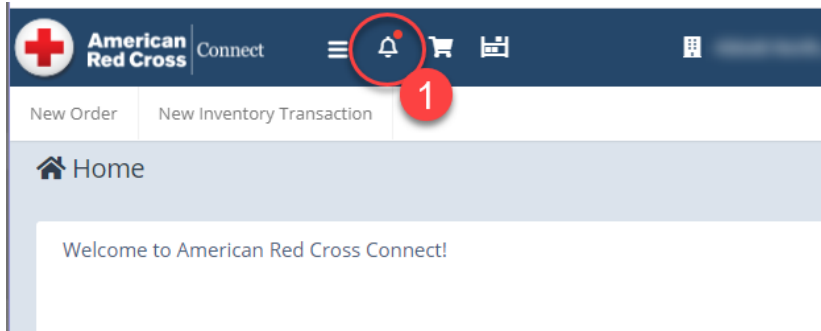 American
Red Cross
Connect
1
New Order
New Inventory Transaction
Home
Welcome to American Red Cross Connect!